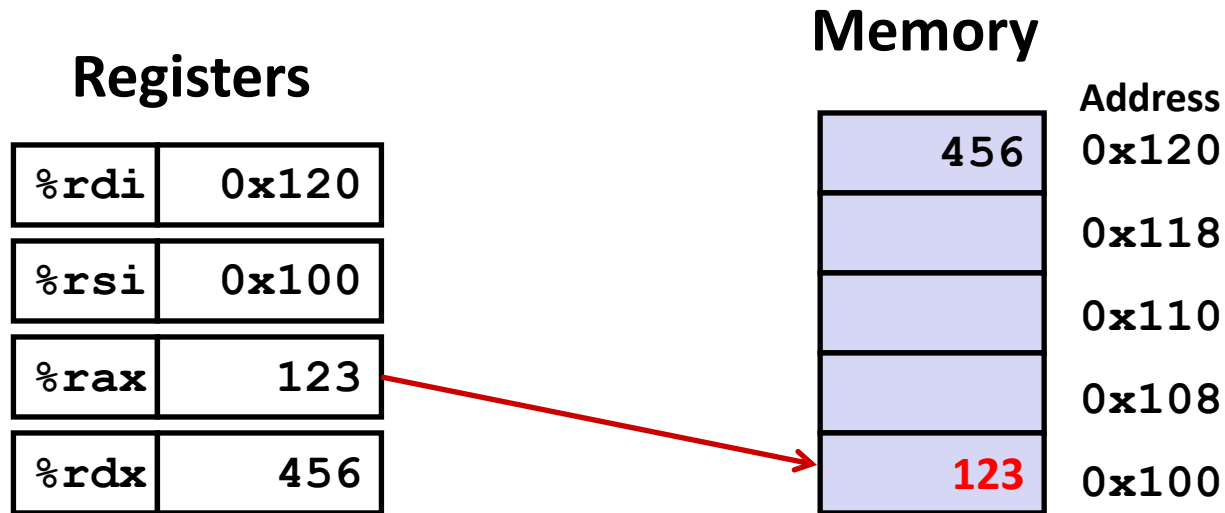 Registers
%rdi 0x120
%rsi 0x100
%rax 123
%rdx 456
Memory
Address
456 0x120
0x118
0x110
0x108
123 0x100